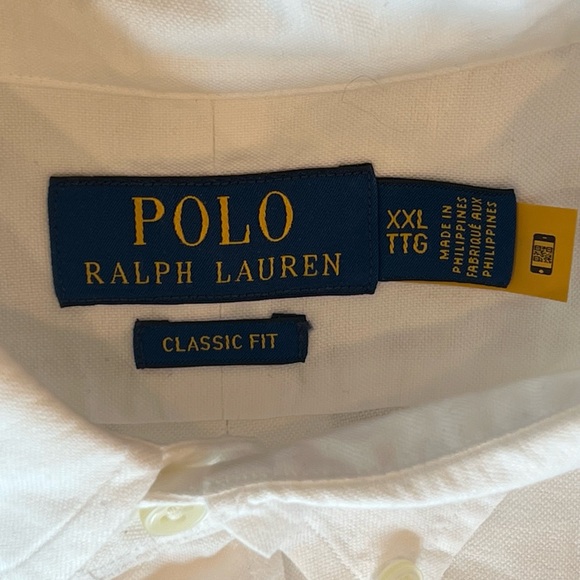 POLO
RALPH LAUREN
XXL
TTG
MADE IN
PHILIPPINES
FABRIQUÉ AUX
PHILIPPINES
CLASSIC FIT